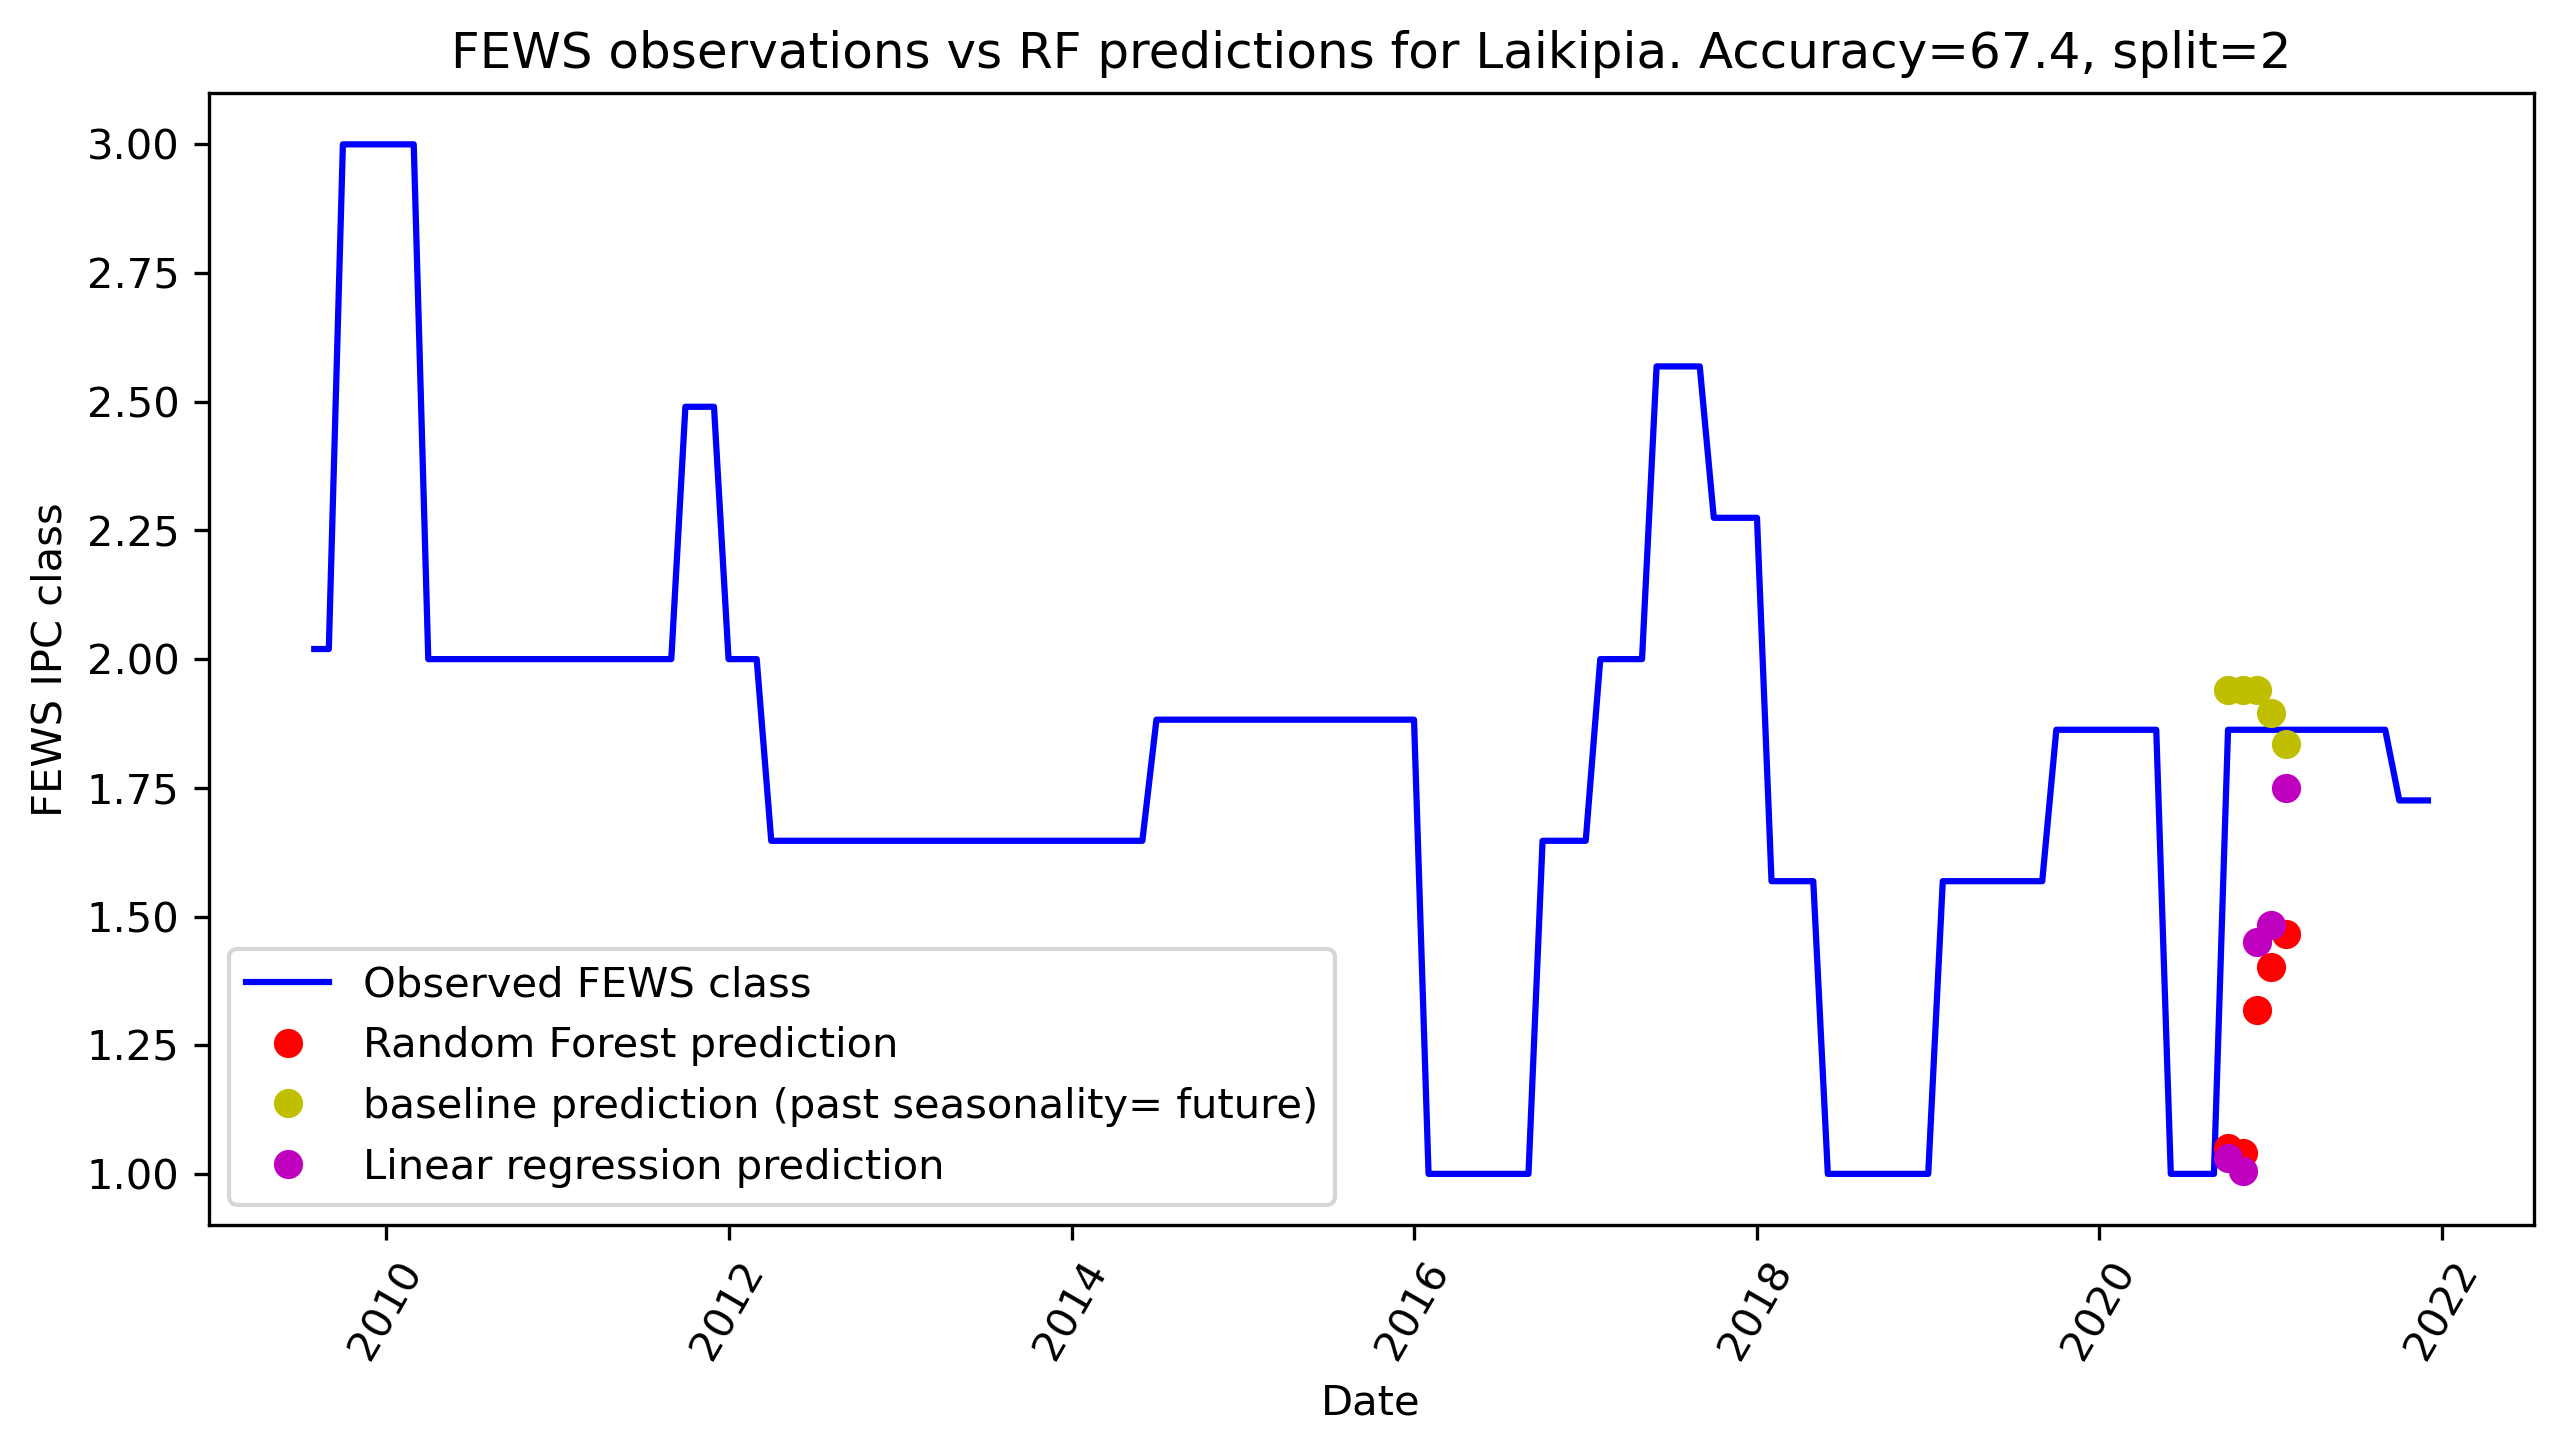 FEWS observations vs RF predictions for Laikipia. Accuracy=67.4, split=2
FEWS IPC class
3.00
2.75
2.50
2.25
2.00
1.75
1.50
1.25
1.00
Observed FEWS class
Random Forest prediction
baseline prediction (past seasonality= future)
Linear regression prediction
2010
2012
2014
2016
2018
2020
2022
Date